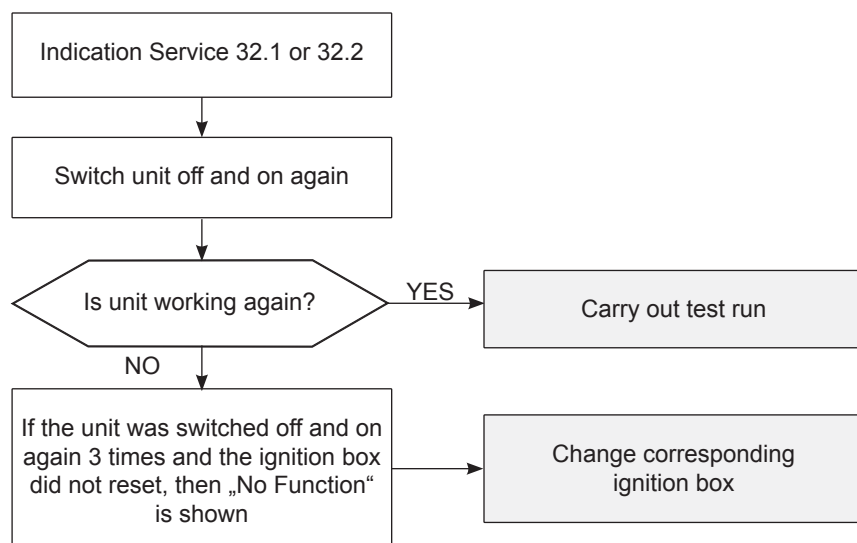 Indication Service 32.1 or 32.2
Switch unit off and on again
Is unit working again?
YES
Carry out test run
NO
If the unit was switched off and on
again 3 times and the ignition box
did not reset, then „No Function“
is shown
Change corresponding
ignition box